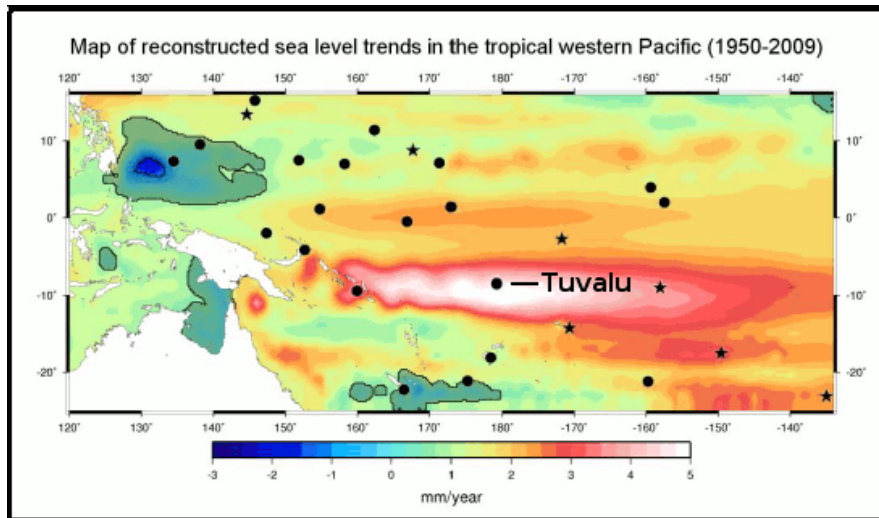 Map of reconstructed sea level trends in the tropical western Pacific (1950-2009)
120° 130° 140° 150° 160° 170° -170° -160° -150° -140°
10° 10°
0° 0°
Tuvalu
-10° -10°
-20° -20°
120° 130° 140° 150° 160° 170° -170° -160° -150° -140°
-3 -2 -1 0 1 2 3 4 5
mm/year